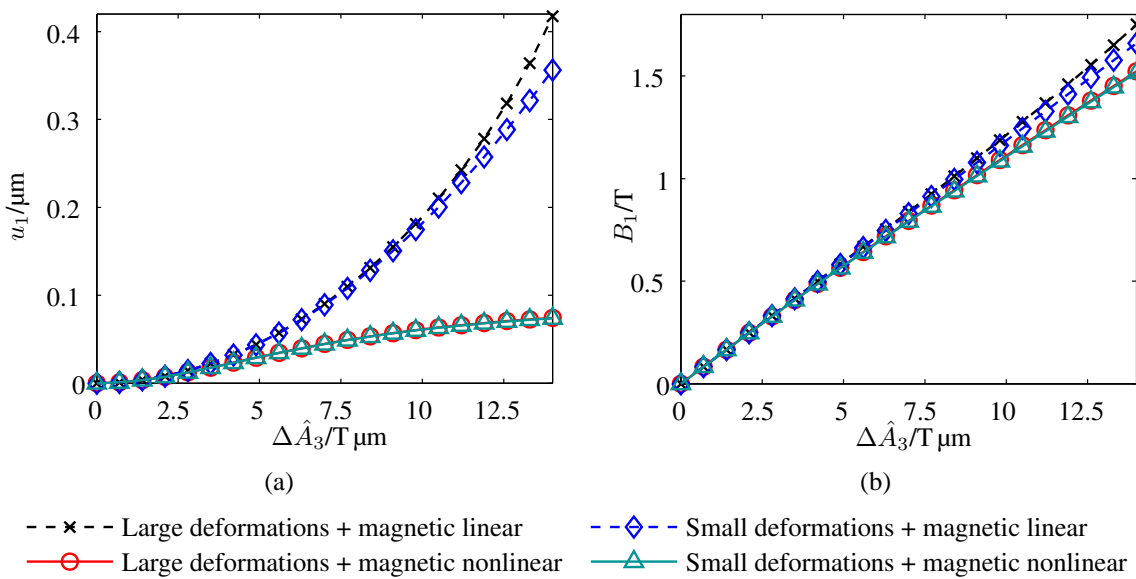 0.4
0.3
0.2
0.1
0
u₁/µm
0 2.5 5 7.5 10 12.5
ΔÂ₃/T µm
(a)
1.5
1
0.5
0
B₁/T
0 2.5 5 7.5 10 12.5
ΔÂ₃/T µm
(b)
Large deformations + magnetic linear
Small deformations + magnetic linear
Large deformations + magnetic nonlinear
Small deformations + magnetic nonlinear